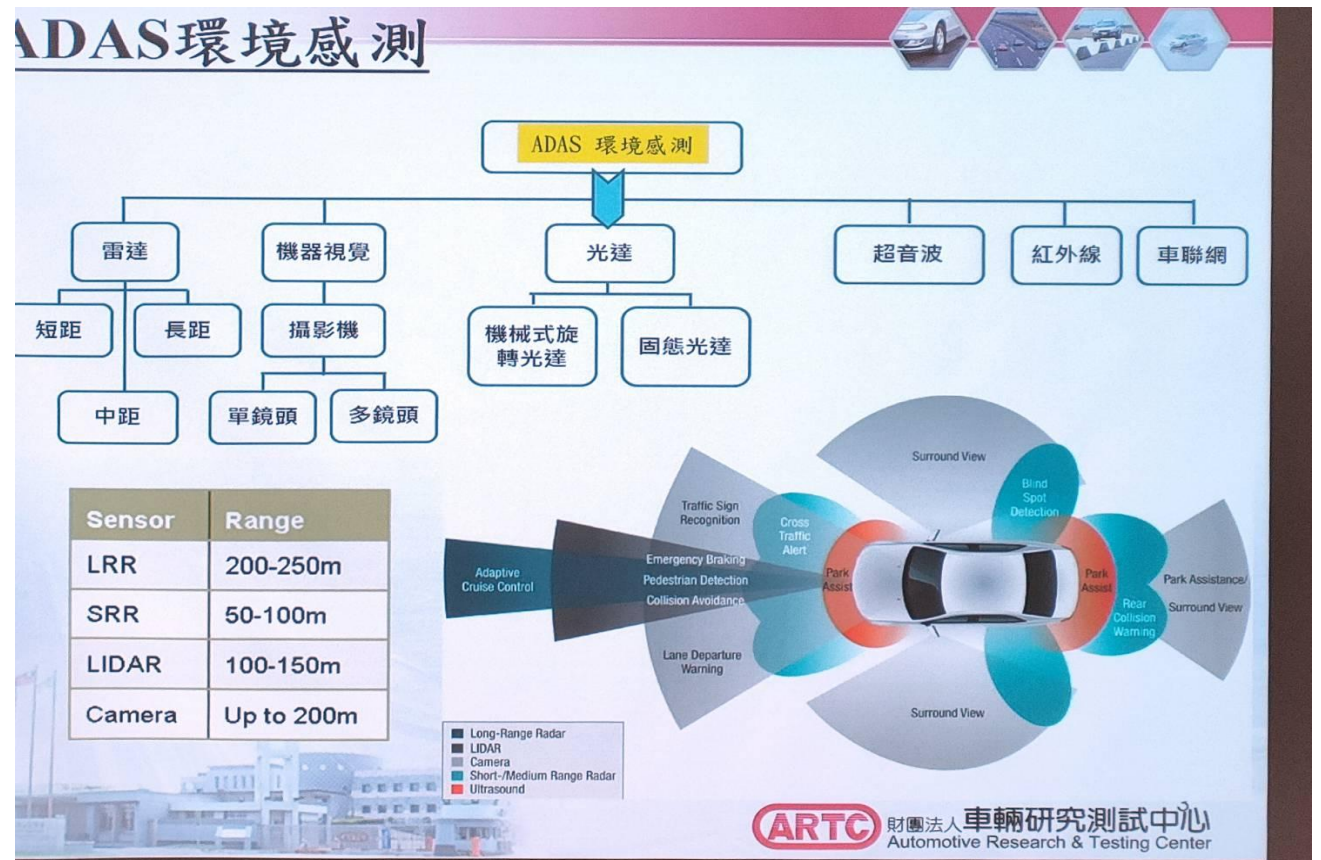 ADAS環境感測
ADAS 環境感測
雷達
機器視覺
光達
超音波
紅外線
車聯網
短距
長距
攝影機
機械式旋
轉光達
固態光達
中距
單鏡頭
多鏡頭
Sensor Range
LRR 200-250m
SRR 50-100m
LIDAR 100-150m
Camera Up to 200m
Surround View
Blind
Spot
Detection
Traffic Sign
Recognition
Cross
Traffic
Alert
Adaptive
Cruise Control
Emergency Braking
Pedestrian Detection
Collision Avoidance
Park
Assist
Park
Assist
Park Assistance/
Surround View
Rear
Collision
Warning
Lane Departure
Warning
Surround View
Long-Range Radar
LIDAR
Camera
Short-/Medium Range Radar
Ultrasound
ARTC
財團法人車輛研究測試中心
Automotive Research & Testing Center